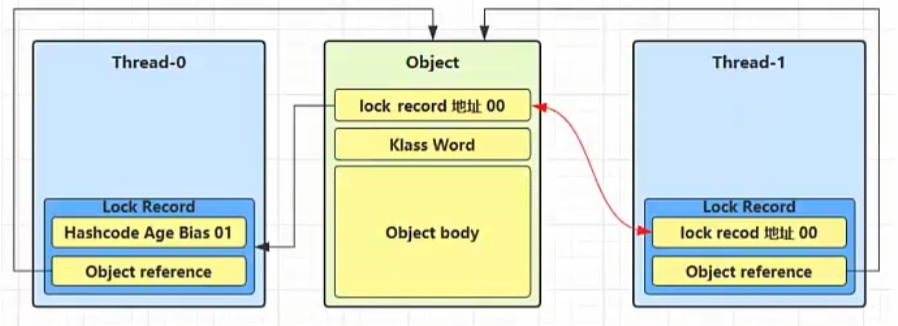 Thread-0
Lock Record
Hashcode Age Bias 01
Object reference
Object
lock record 地址 00
Klass Word
Object body
Thread-1
Lock Record
lock recod 地址 00
Object reference